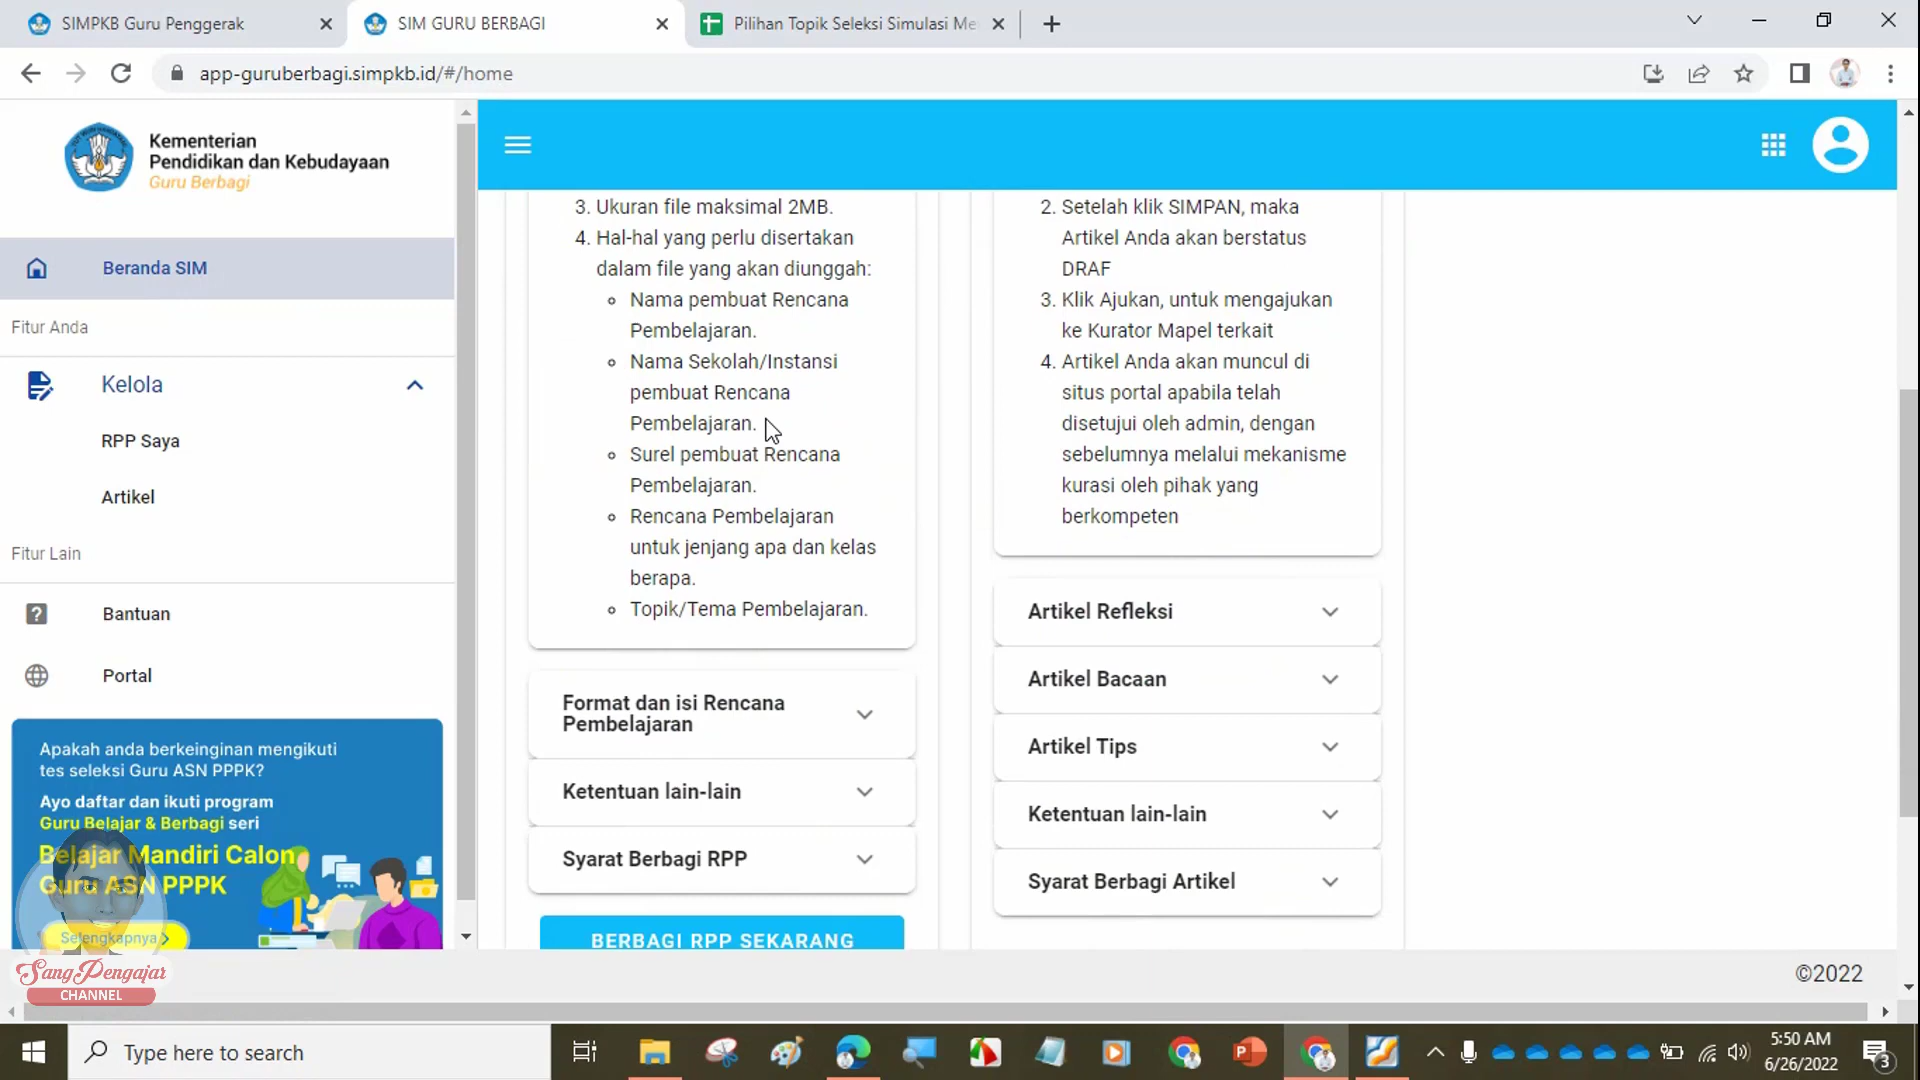 SIMPKB Guru Penggerak
SIM GURU BERBAGI
Pilihan Topik Seleksi Simulasi Me
app-guruberbagi.simpkb.id/#/home
Kementerian
Pendidikan dan Kebudayaan
Guru Berbagi
Beranda SIM
Fitur Anda
Kelola
RPP Saya
Artikel
Fitur Lain
Bantuan
Portal
Apakah anda berkeinginan mengikuti
tes seleksi Guru ASN PPPK?
Ayo daftar dan ikuti program
Guru Belajar & Berbagi seri
Belajar Mandiri Calon
Guru ASN PPPK
Selengkapnya
SangPengajar
CHANNEL
3. Ukuran file maksimal 2MB.
4. Hal-hal yang perlu disertakan
dalam file yang akan diunggah:
Nama pembuat Rencana
Pembelajaran.
Nama Sekolah/Instansi
pembuat Rencana
Pembelajaran.
Surel pembuat Rencana
Pembelajaran.
Rencana Pembelajaran
untuk jenjang apa dan kelas
berapa.
Topik/Tema Pembelajaran.
Format dan isi Rencana
Pembelajaran
Ketentuan lain-lain
Syarat Berbagi RPP
BERBAGI RPP SEKARANG
2. Setelah klik SIMPAN, maka
Artikel Anda akan berstatus
DRAF
3. Klik Ajukan, untuk mengajukan
ke Kurator Mapel terkait
4. Artikel Anda akan muncul di
situs portal apabila telah
disetujui oleh admin, dengan
sebelumnya melalui mekanisme
kurasi oleh pihak yang
berkompeten
Artikel Refleksi
Artikel Bacaan
Artikel Tips
Ketentuan lain-lain
Syarat Berbagi Artikel
©2022
Type here to search
5:50 AM
6/26/2022
3